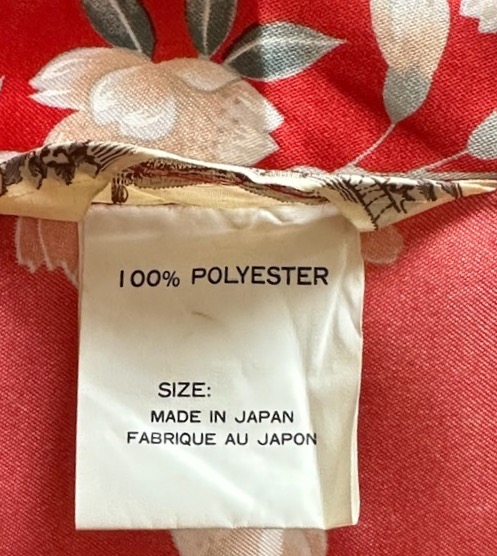 100% POLYESTER
SIZE:
MADE IN JAPAN
FABRIQUE AU JAPON